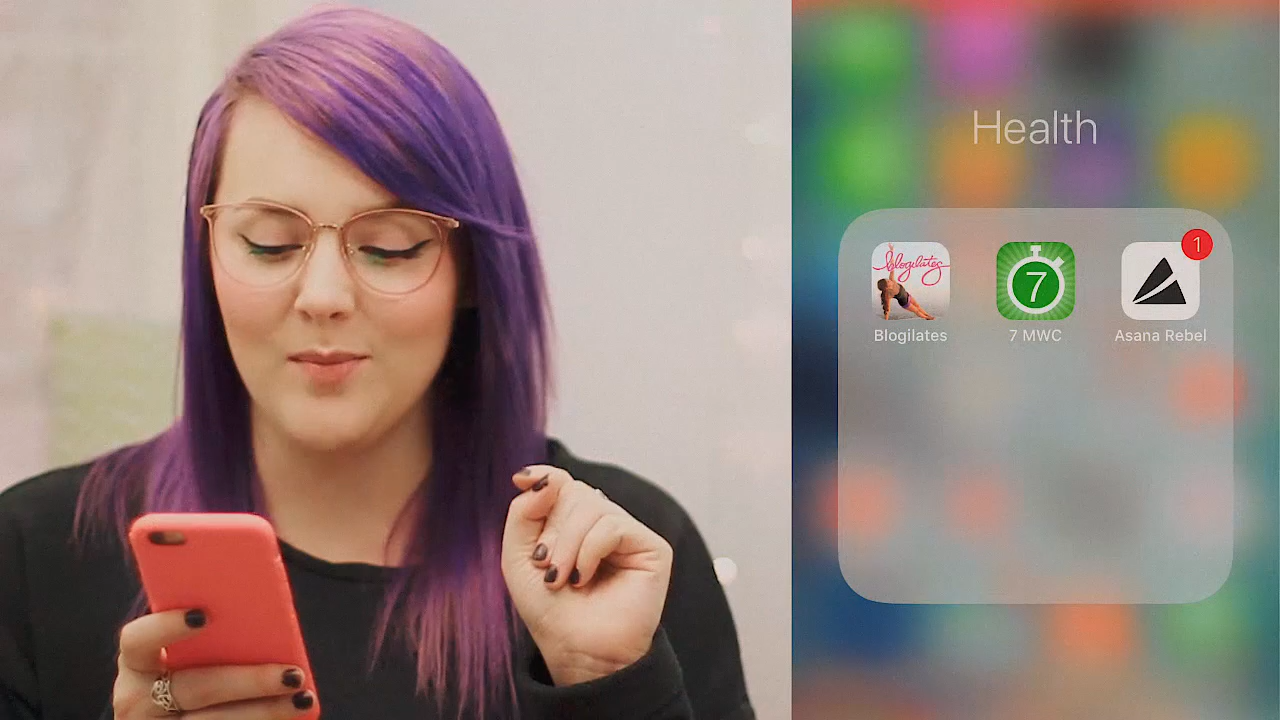 Health
blogilates
7
1
Blogilates
7 MWC
Asana Rebel